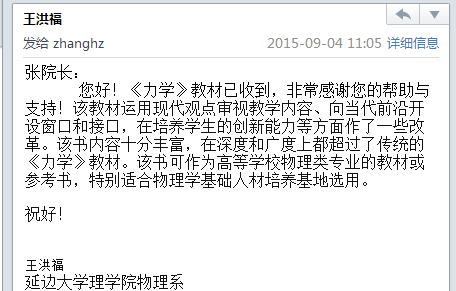 王洪福
发给 zhanghz 2015-09-04 11:05 详细信息
张院长：
您好！《力学》教材已收到，非常感谢您的帮助与
支持！该教材运用现代观点审视教学内容、向当代前沿开
设窗口和接口，在培养学生的创新能力等方面作了一些改
革。该书内容十分丰富，在深度和广度上都超过了传统的
《力学》教材。该书可作为高等学校物理类专业的教材或
参考书，特别适合物理学基础人材培养基地选用。
祝好！
王洪福
延边大学理学院物理系